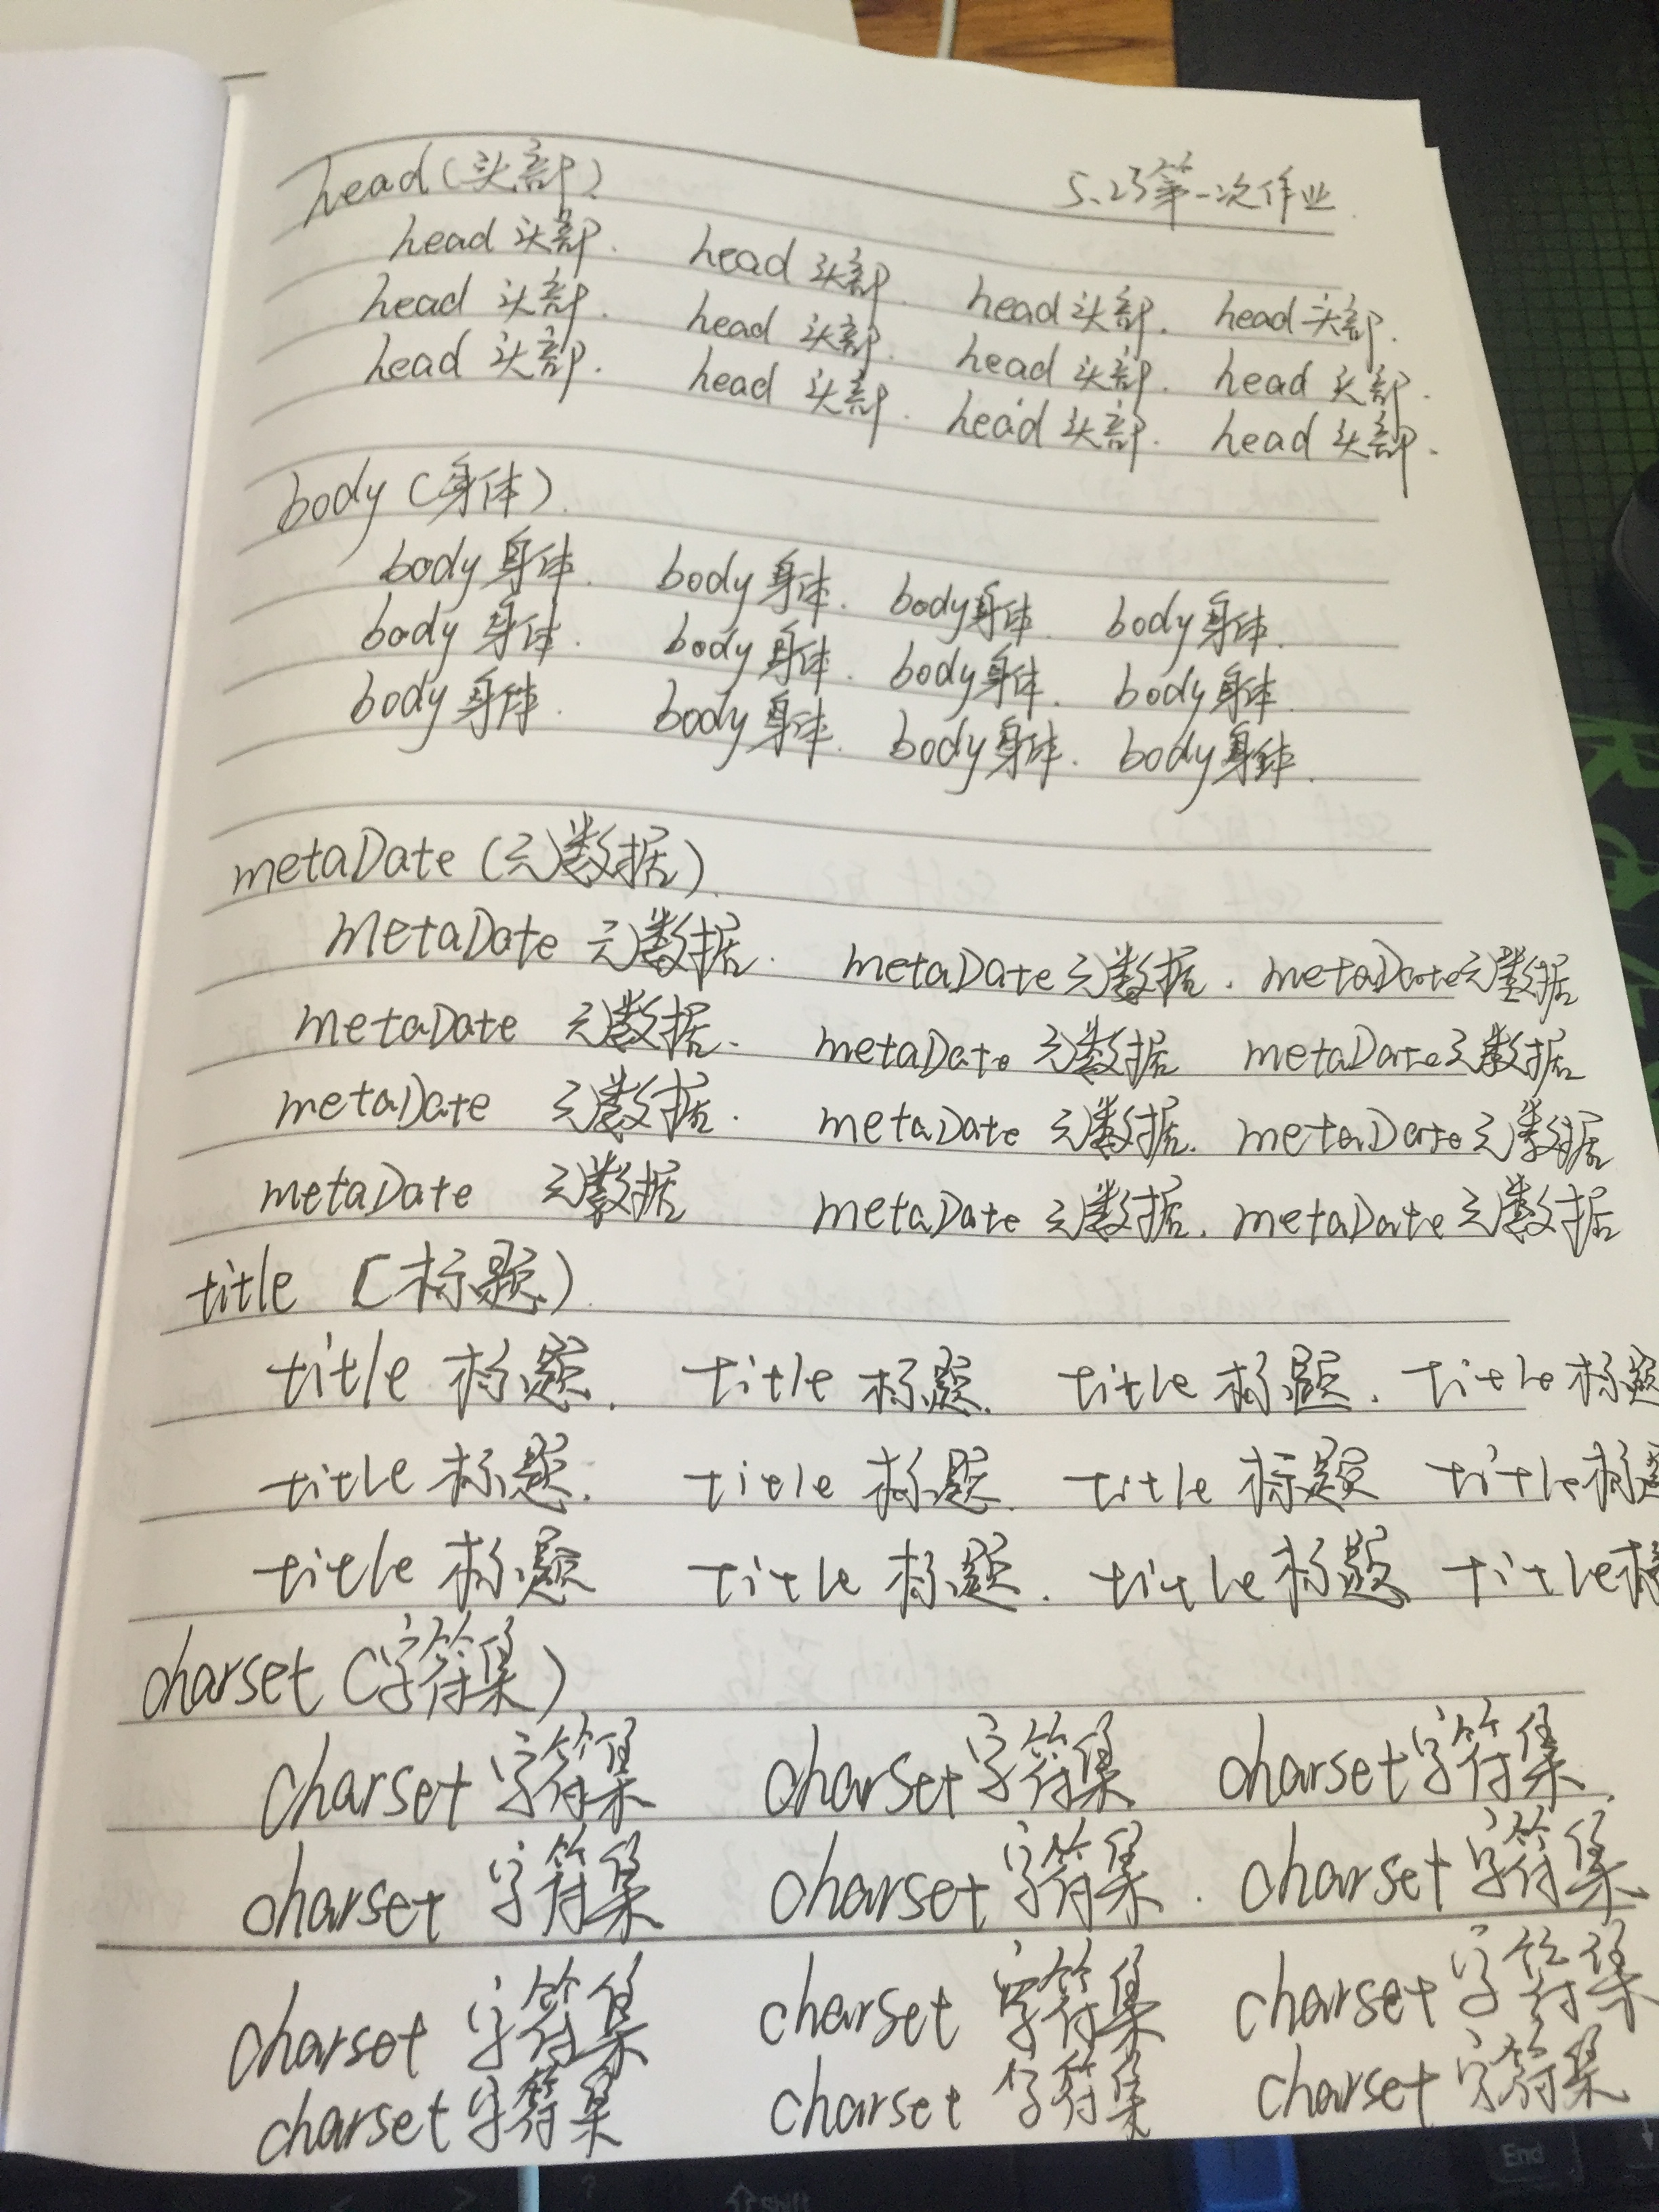 head(头部) 5.23第一次作业
head 头部. head 头部. head 头部. head 头部.
head 头部. head 头部. head 头部. head 头部.
head 头部. head 头部. head 头部. head 头部.
body(身体).
body 身体. body 身体. body 身体. body 身体.
body 身体. body 身体. body 身体. body 身体.
body 身体. body 身体. body 身体. body 身体.
metaDate(元数据).
metaDate 元数据. metaDate 元数据. metaDate 元数据
metaDate 元数据. metaDate 元数据 metaDate 元数据
metaDate 元数据. metaDate 元数据. metaDate 元数据
metaDate 元数据 metaDate 元数据. metaDate 元数据
title (标题).
title 标题. title 标题. title 标题. title 标题
title 标题. title 标题. title 标题 title 标题
title 标题 title 标题. title 标题 title 标
charset(字符集)
charset 字符集 charset 字符集 charset 字符集.
charset 字符集 charset 字符集. charset 字符集
charset 字符集 charset 字符集 charset 字符集
charset 字符集 charset 字符集 charset 字符集
End
Shift